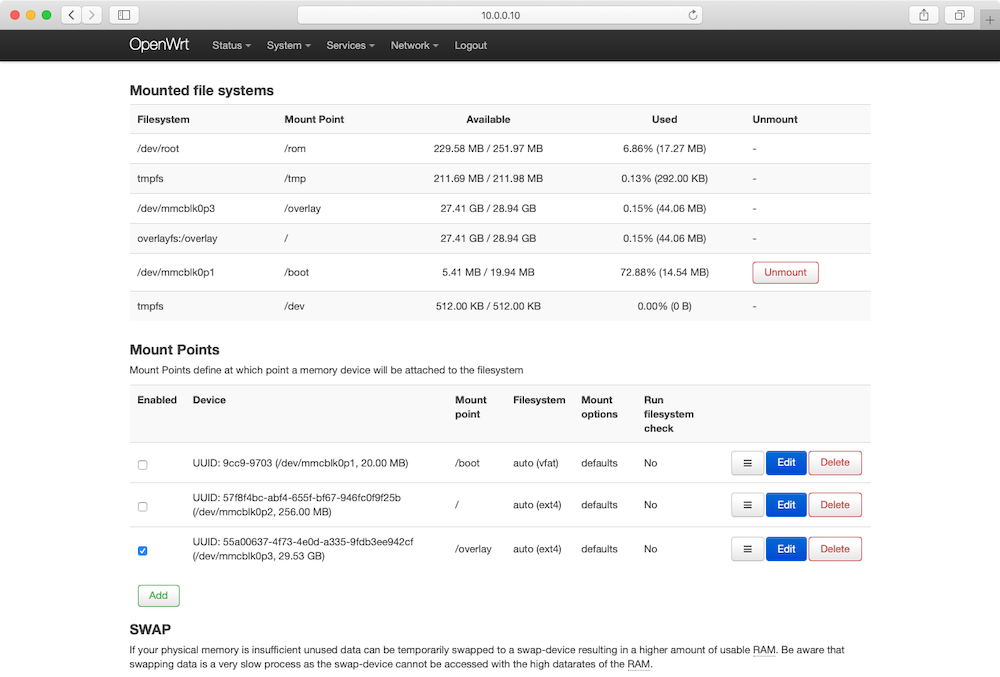 10.0.0.10
OpenWrt Status System Services Network Logout
Mounted file systems
Filesystem Mount Point Available Used Unmount
/dev/root /rom 229.58 MB / 251.97 MB 6.86% (17.27 MB) -
tmpfs /tmp 211.69 MB / 211.98 MB 0.13% (292.00 KB) -
/dev/mmcblk0p3 /overlay 27.41 GB / 28.94 GB 0.15% (44.06 MB) -
overlayfs:/overlay / 27.41 GB / 28.94 GB 0.15% (44.06 MB) -
/dev/mmcblk0p1 /boot 5.41 MB / 19.94 MB 72.88% (14.54 MB) Unmount
tmpfs /dev 512.00 KB / 512.00 KB 0.00% (0 B) -
Mount Points
Mount Points define at which point a memory device will be attached to the filesystem
Enabled Device Mount Filesystem Mount Run
point options filesystem
check
UUID: 9cc9-9703 (/dev/mmcblk0p1, 20.00 MB) /boot auto (vfat) defaults No Edit Delete
UUID: 57f8f4bc-abf4-655f-bf67-946fc0f9f25b
(/dev/mmcblk0p2, 256.00 MB) / auto (ext4) defaults No Edit Delete
UUID: 55a00637-4f73-4e0d-a335-9fdb3ee942cf
(/dev/mmcblk0p3, 29.53 GB) /overlay auto (ext4) defaults No Edit Delete
Add
SWAP
If your physical memory is insufficient unused data can be temporarily swapped to a swap-device resulting in a higher amount of usable RAM. Be aware that
swapping data is a very slow process as the swap-device cannot be accessed with the high datarates of the RAM.